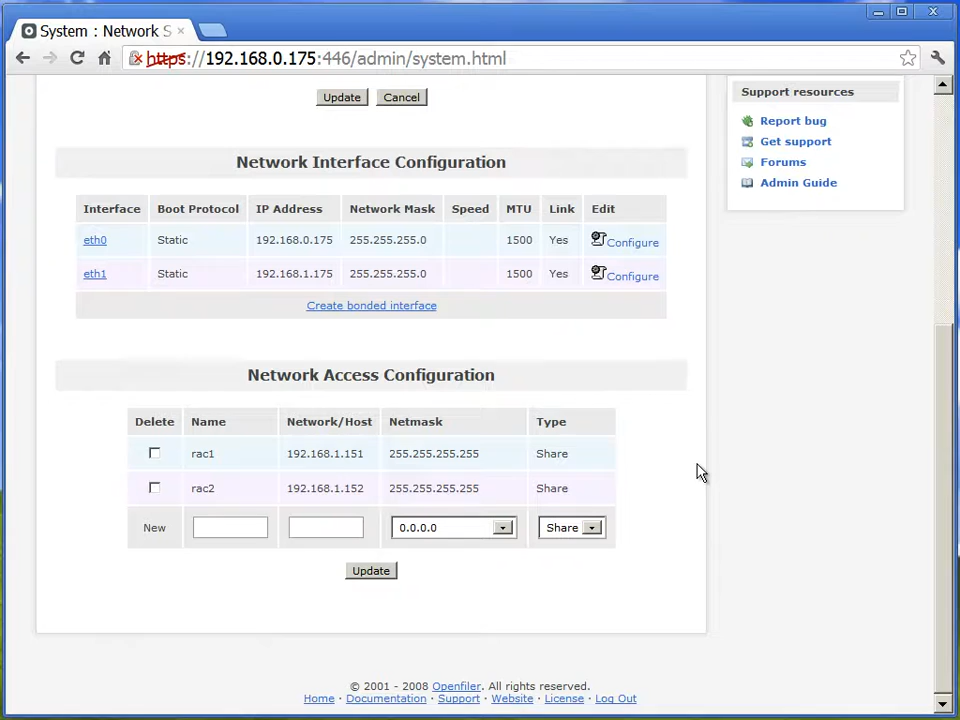 System : Network S
https://192.168.0.175:446/admin/system.html
Update Cancel
Support resources
Report bug
Get support
Forums
Admin Guide
Network Interface Configuration
Interface Boot Protocol IP Address Network Mask Speed MTU Link Edit
eth0 Static 192.168.0.175 255.255.255.0 1500 Yes Configure
eth1 Static 192.168.1.175 255.255.255.0 1500 Yes Configure
Create bonded interface
Network Access Configuration
Delete Name Network/Host Netmask Type
rac1 192.168.1.151 255.255.255.255 Share
rac2 192.168.1.152 255.255.255.255 Share
New 0.0.0.0 Share
Update
© 2001 - 2008 Openfiler. All rights reserved.
Home · Documentation · Support · Website · License · Log Out